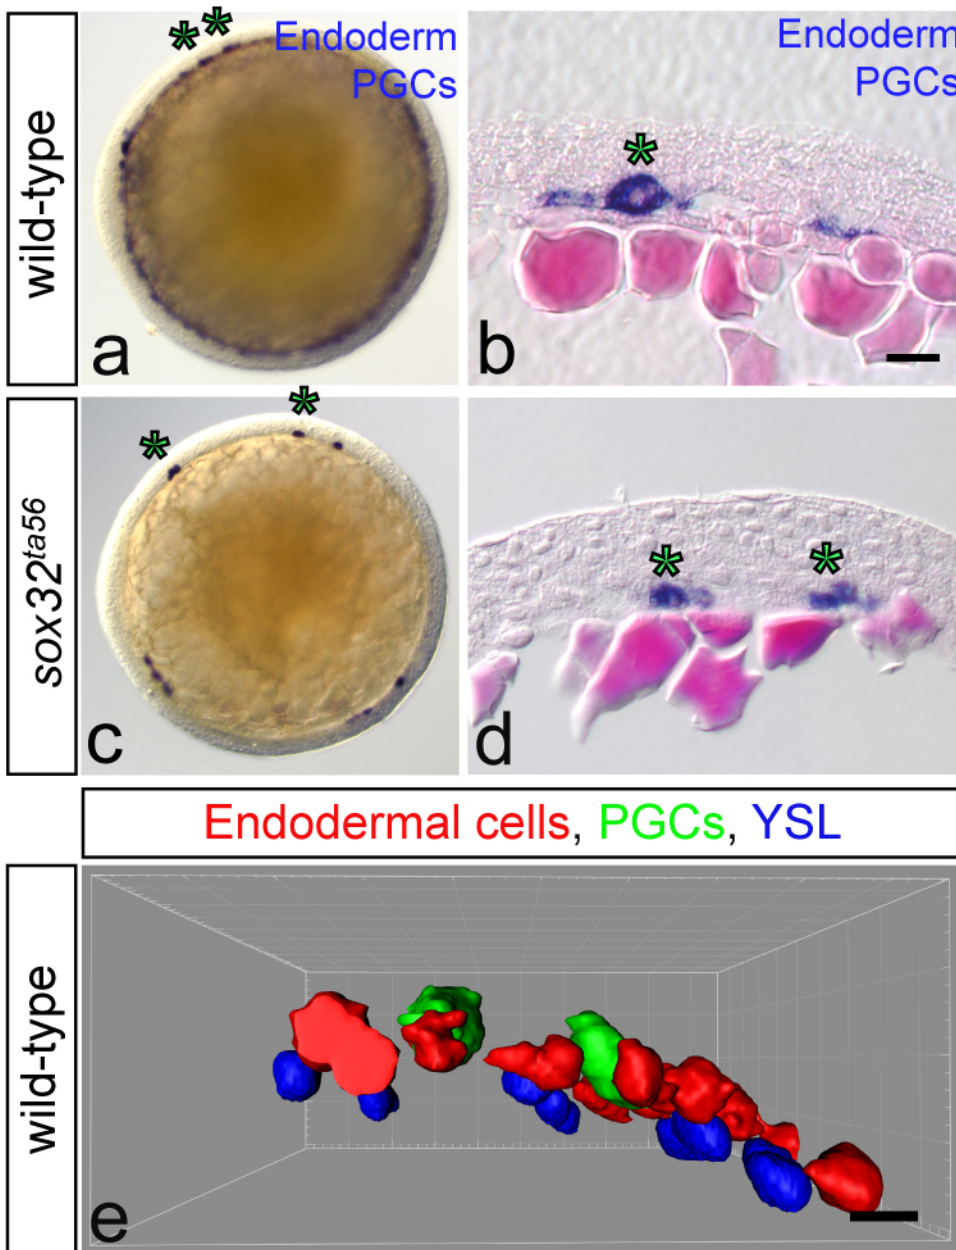 wild-type
* *
Endoderm
PGCs
a
*
Endoderm
PGCs
b
sox32ta56
* *
c
* *
d
Endodermal cells, PGCs, YSL
wild-type
e